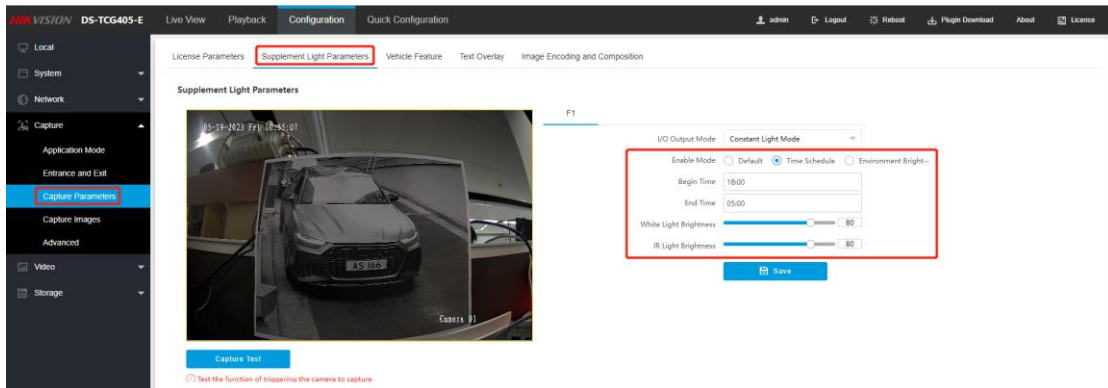 HIKVISION DS-TCG405-E Live View Playback Configuration Quick Configuration admin Logout Reboot Plugin Download About License
Local
System
Network
Capture
Application Mode
Entrance and Exit
Capture Parameters
Capture Images
Advanced
Video
Storage
License Parameters Supplement Light Parameters Vehicle Feature Text Overlay Image Encoding and Composition
Supplement Light Parameters
05-19-2023 Fri 10:55:07
AS 166
Camera 01
Capture Test
Test the function of triggering the camera to capture
F1
I/O Output Mode Constant Light Mode
Enable Mode Default Time Schedule Environment Bright--
Begin Time 18:00
End Time 05:00
White Light Brightness 80
IR Light Brightness 80
Save